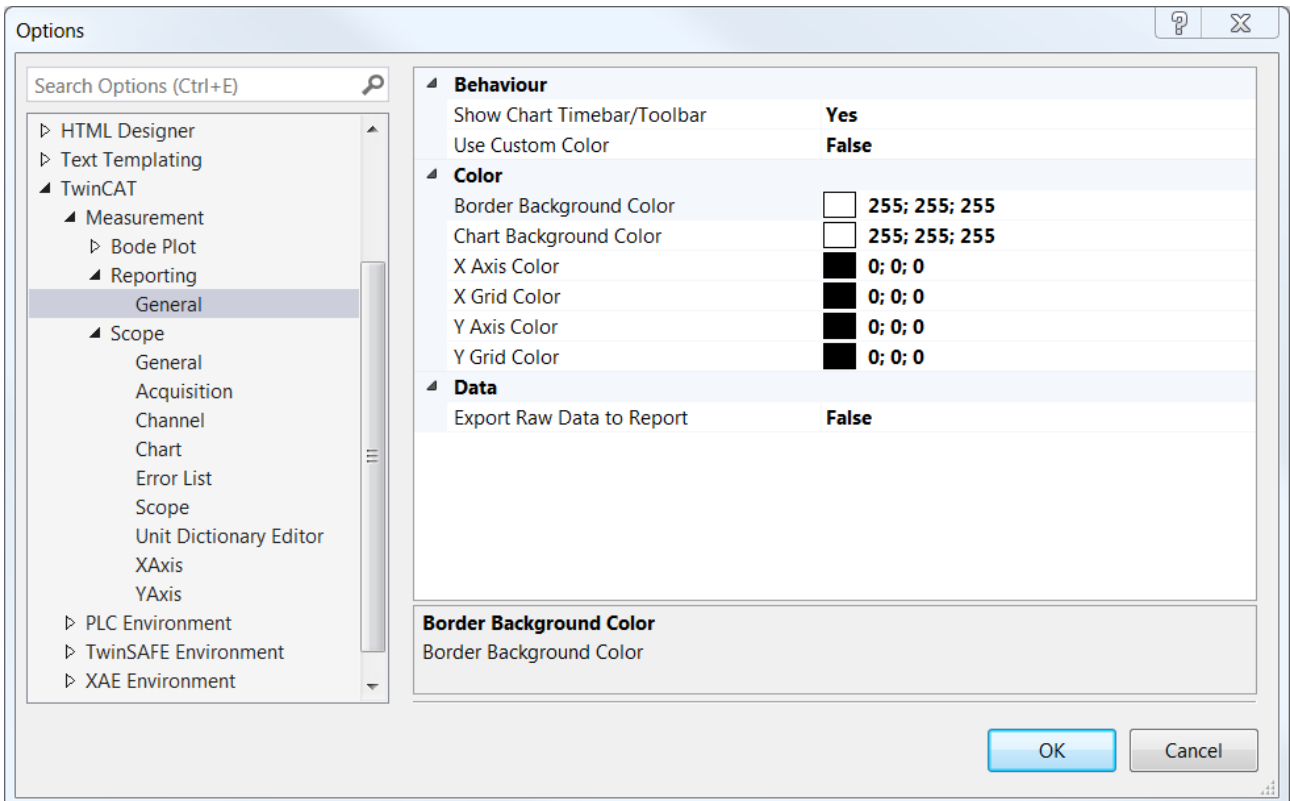 Options
Search Options (Ctrl+E)
HTML Designer
Text Templating
TwinCAT
Measurement
Bode Plot
Reporting
General
Scope
General
Acquisition
Channel
Chart
Error List
Scope
Unit Dictionary Editor
XAxis
YAxis
PLC Environment
TwinSAFE Environment
XAE Environment
Behaviour
Show Chart Timebar/Toolbar Yes
Use Custom Color False
Color
Border Background Color 255; 255; 255
Chart Background Color 255; 255; 255
X Axis Color 0; 0; 0
X Grid Color 0; 0; 0
Y Axis Color 0; 0; 0
Y Grid Color 0; 0; 0
Data
Export Raw Data to Report False
Border Background Color
Border Background Color
OK Cancel